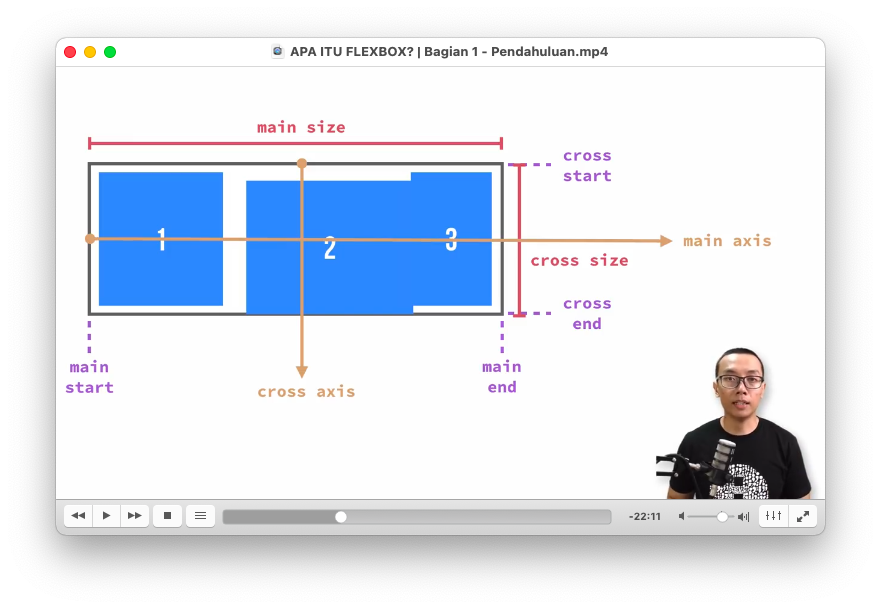 APA ITU FLEXBOX? | Bagian 1 - Pendahuluan.mp4
main size
cross
start
1
2
3
main axis
cross size
cross
end
main
start
cross axis
main
end
-22:11